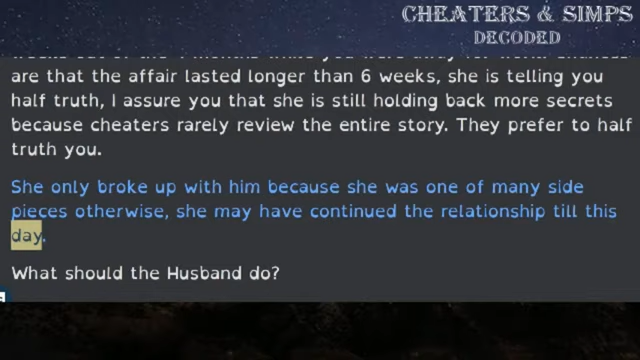 CHEATERS & SIMPS
DECODED
are that the affair lasted longer than 6 weeks, she is telling you
half truth, I assure you that she is still holding back more secrets
because cheaters rarely review the entire story. They prefer to half
truth you.
She only broke up with him because she was one of many side
pieces otherwise, she may have continued the relationship till this
day.
What should the Husband do?